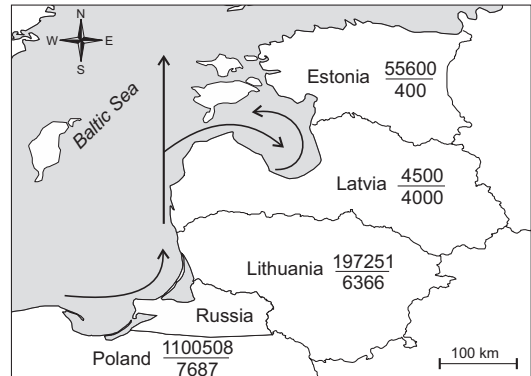 N
W E
S
Baltic Sea
Estonia 55600
400
Latvia 4500
4000
Lithuania 197251
6366
Russia
Poland 1100508
7687
100 km